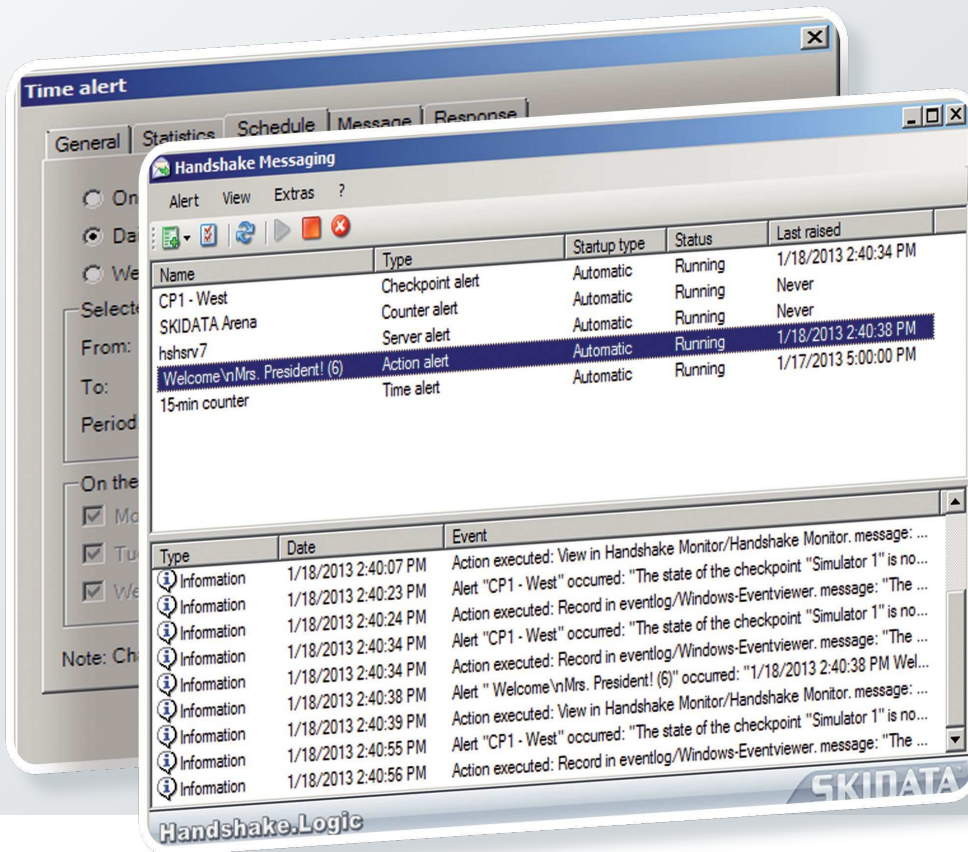 Time alert
General Statistics Schedule Message Response
On
Dai
We
Selecte
From:
To:
Period
On the
Mo
Tu
We
Note: Ch
Handshake Messaging
Alert View Extras ?
Name Type Startup type Status Last raised
CP1 - West Checkpoint alert Automatic Running 1/18/2013 2:40:34 PM
SKIDATA Arena Counter alert Automatic Running Never
hshsrv7 Server alert Automatic Running Never
Welcome\nMrs. President! (6) Action alert Automatic Running 1/18/2013 2:40:38 PM
15-min counter Time alert Automatic Running 1/17/2013 5:00:00 PM
Type Date Event
Information 1/18/2013 2:40:07 PM Action executed: View in Handshake Monitor/Handshake Monitor. message: ...
Information 1/18/2013 2:40:23 PM Alert "CP1 - West" occurred: "The state of the checkpoint "Simulator 1" is no...
Information 1/18/2013 2:40:24 PM Action executed: Record in eventlog/Windows-Eventviewer. message: "The ...
Information 1/18/2013 2:40:34 PM Alert "CP1 - West" occurred: "The state of the checkpoint "Simulator 1" is no...
Information 1/18/2013 2:40:34 PM Action executed: Record in eventlog/Windows-Eventviewer. message: "The ...
Information 1/18/2013 2:40:38 PM Alert " Welcome\nMrs. President! (6)" occurred: "1/18/2013 2:40:38 PM Wel...
Information 1/18/2013 2:40:39 PM Action executed: View in Handshake Monitor/Handshake Monitor. message: ...
Information 1/18/2013 2:40:55 PM Alert "CP1 - West" occurred: "The state of the checkpoint "Simulator 1" is no...
Information 1/18/2013 2:40:56 PM Action executed: Record in eventlog/Windows-Eventviewer. message: "The ...
Handshake.Logic SKIDATA